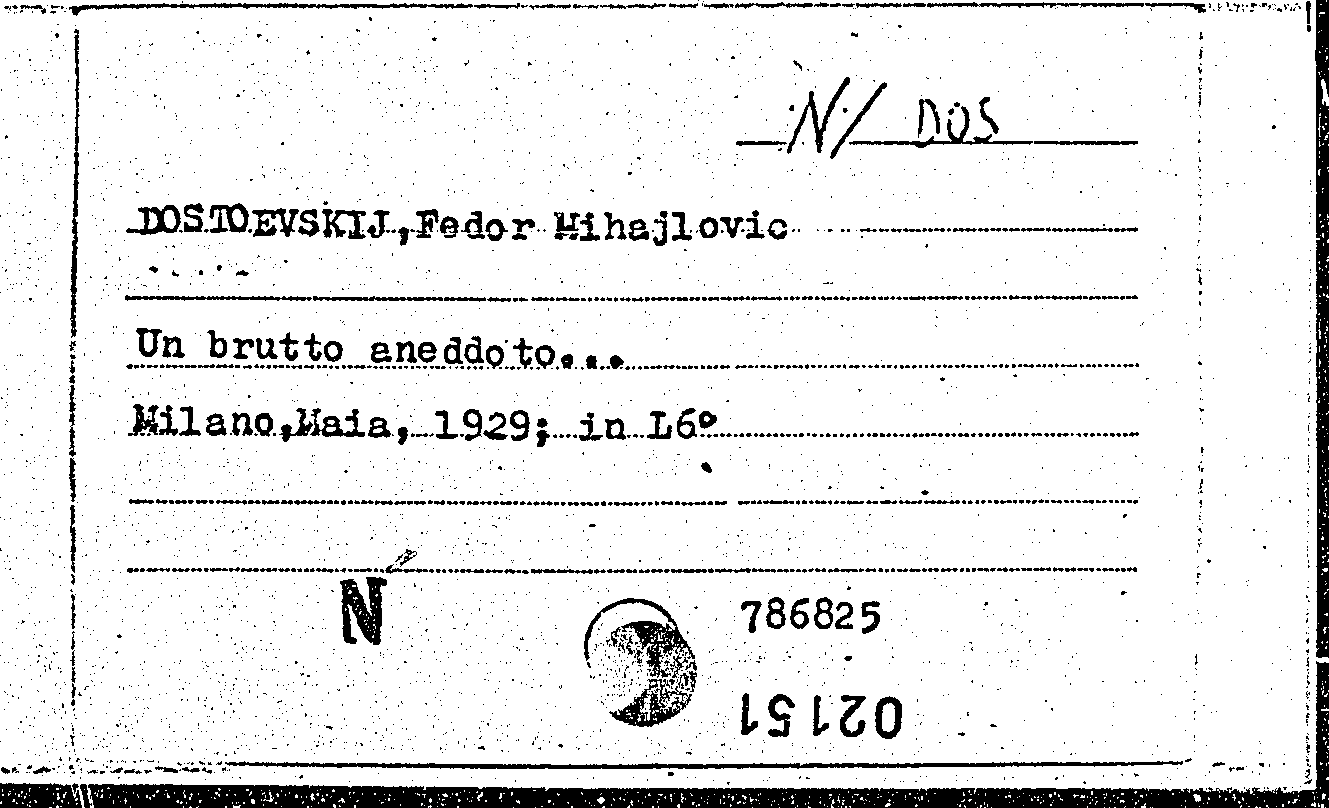 N/ DOS
DOSTOEVSKIJ,Fedor Mihajlovic
Un brutto aneddoto...
Milano,Maia, 1929; in L6°
N
786825
02151